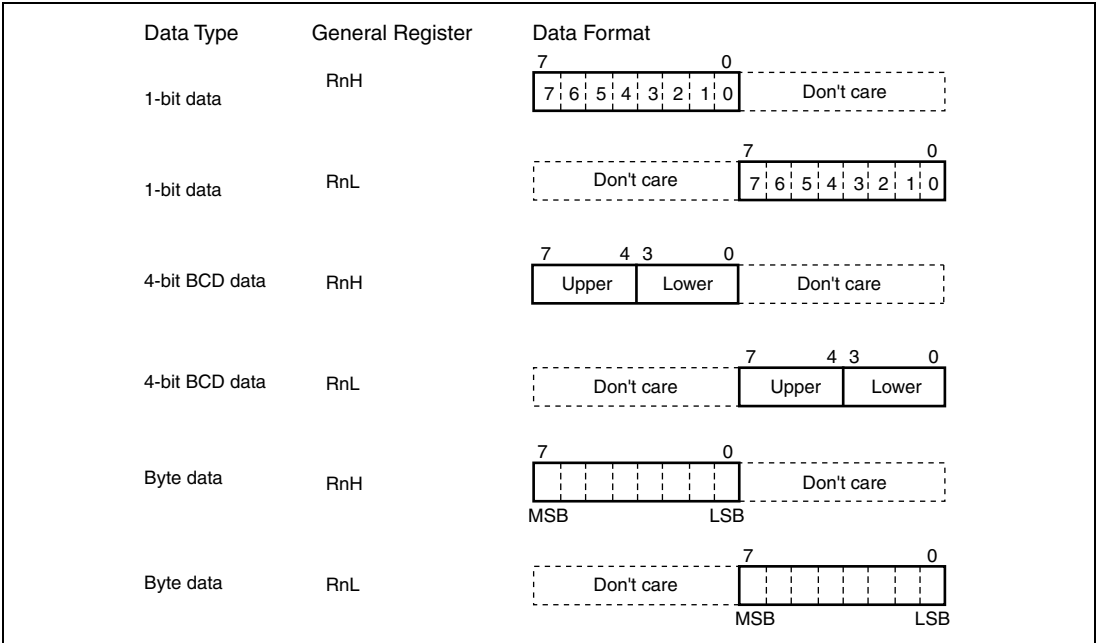 Data Type General Register Data Format
7 0
1-bit data RnH 7 6 5 4 3 2 1 0 Don't care
7 0
1-bit data RnL Don't care 7 6 5 4 3 2 1 0
7 4 3 0
4-bit BCD data RnH Upper Lower Don't care
7 4 3 0
4-bit BCD data RnL Don't care Upper Lower
7 0
Byte data RnH Don't care
MSB LSB
7 0
Byte data RnL Don't care
MSB LSB